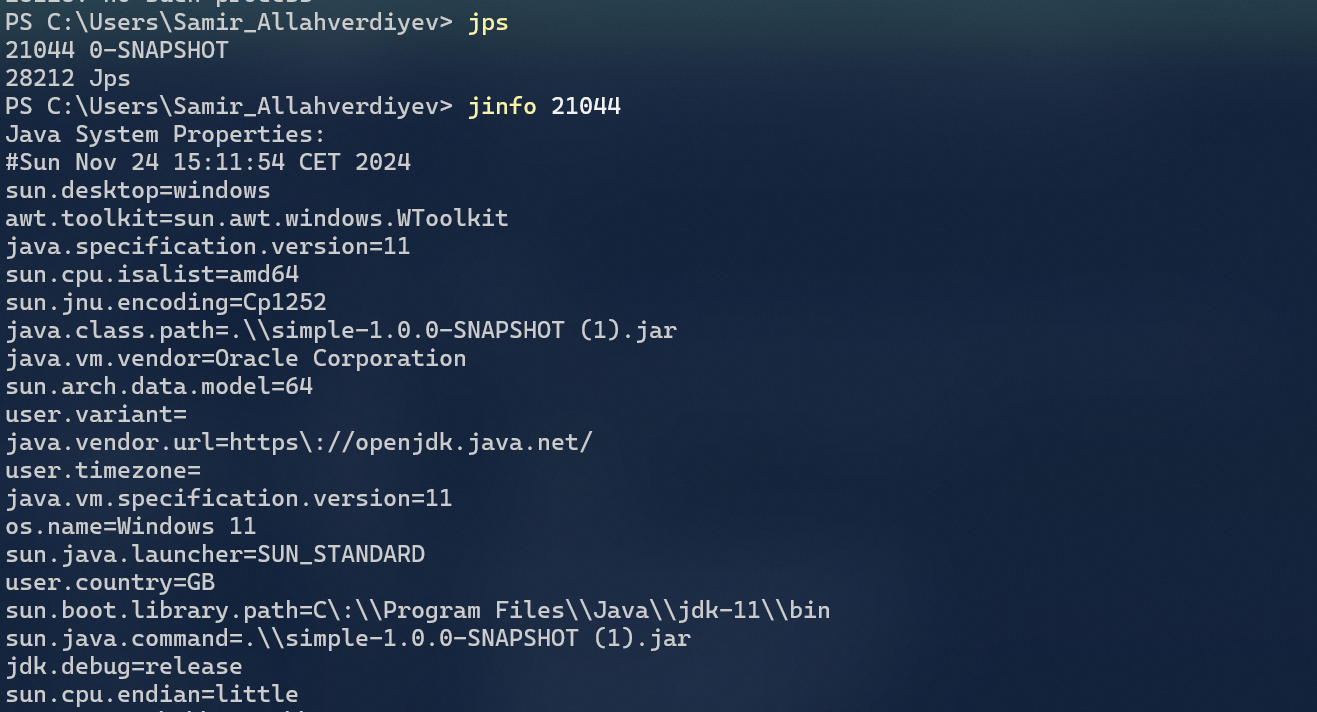 PS C:\Users\Samir_Allahverdiyev> jps
21044 0-SNAPSHOT
28212 Jps
PS C:\Users\Samir_Allahverdiyev> jinfo 21044
Java System Properties:
#Sun Nov 24 15:11:54 CET 2024
sun.desktop=windows
awt.toolkit=sun.awt.windows.WToolkit
java.specification.version=11
sun.cpu.isalist=amd64
sun.jnu.encoding=Cp1252
java.class.path=.\\simple-1.0.0-SNAPSHOT (1).jar
java.vm.vendor=Oracle Corporation
sun.arch.data.model=64
user.variant=
java.vendor.url=https\://openjdk.java.net/
user.timezone=
java.vm.specification.version=11
os.name=Windows 11
sun.java.launcher=SUN_STANDARD
user.country=GB
sun.boot.library.path=C\:\\Program Files\\Java\\jdk-11\\bin
sun.java.command=.\\simple-1.0.0-SNAPSHOT (1).jar
jdk.debug=release
sun.cpu.endian=little